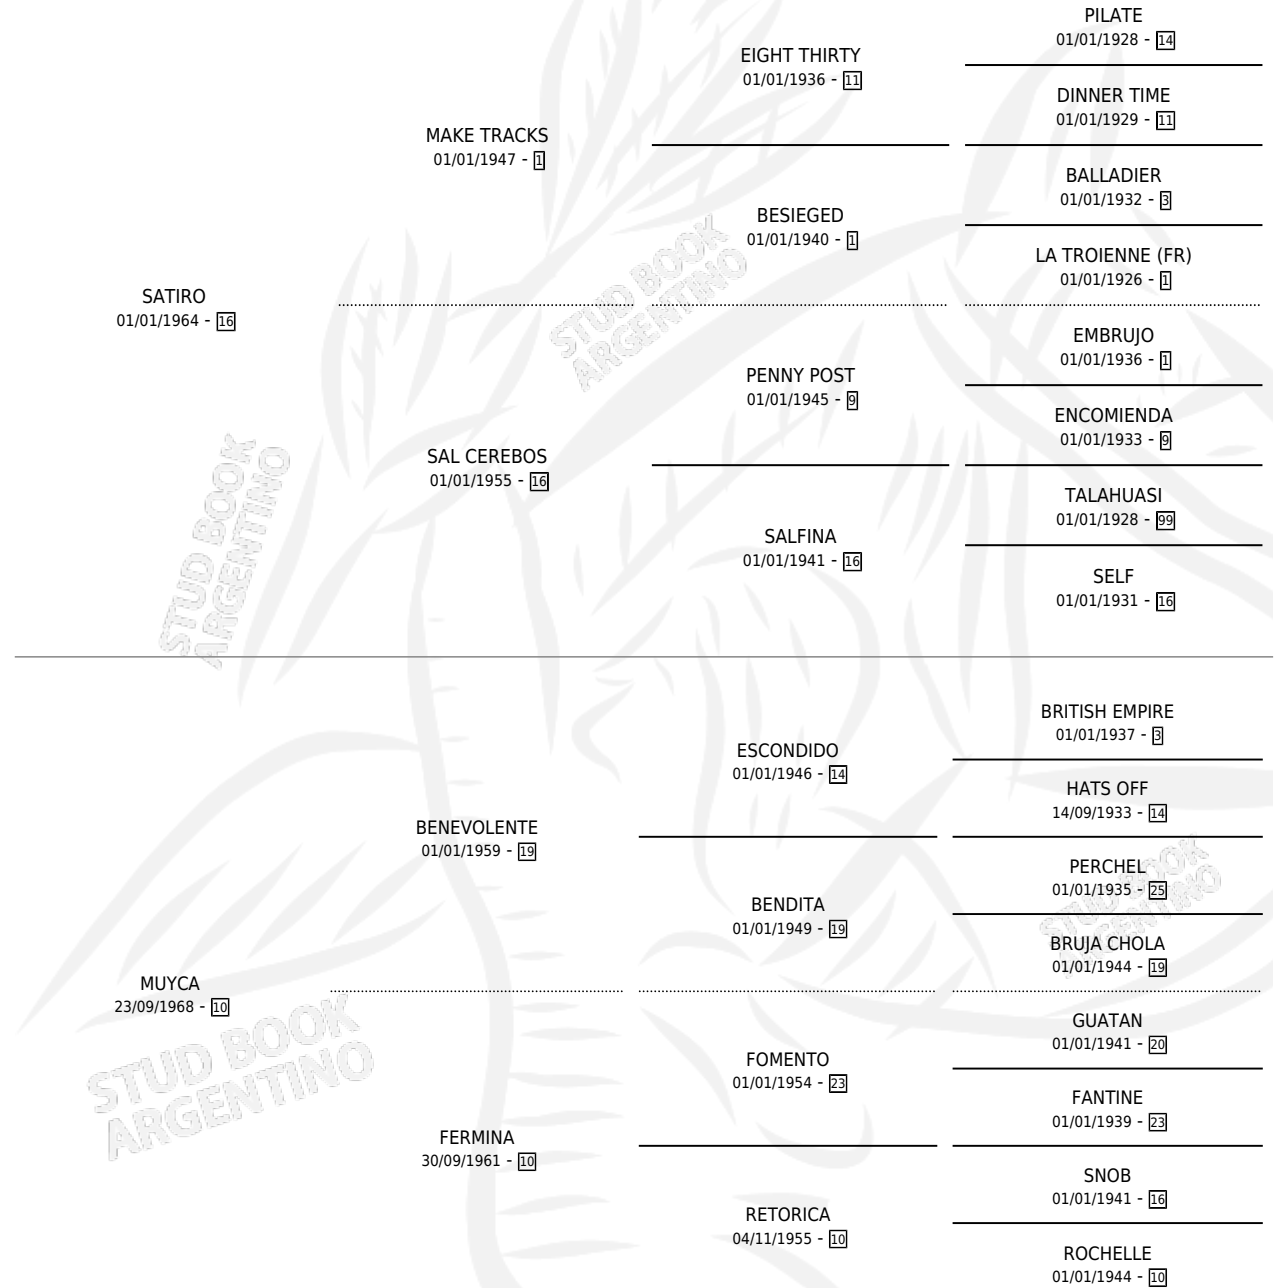 PILATE
01/01/1928 - 14
EIGHT THIRTY
01/01/1936 - 11
DINNER TIME
01/01/1929 - 11
MAKE TRACKS
01/01/1947 - 1
BALLADIER
01/01/1932 - 3
BESIEGED
01/01/1940 - 1
LA TROIENNE (FR)
01/01/1926 - 1
SATIRO
01/01/1964 - 16
EMBRUJO
01/01/1936 - 1
PENNY POST
01/01/1945 - 9
ENCOMIENDA
01/01/1933 - 9
SAL CEREBOS
01/01/1955 - 16
TALAHUASI
01/01/1928 - 99
SALFINA
01/01/1941 - 16
SELF
01/01/1931 - 16
BRITISH EMPIRE
01/01/1937 - 3
ESCONDIDO
01/01/1946 - 14
HATS OFF
14/09/1933 - 14
BENEVOLENTE
01/01/1959 - 19
PERCHEL
01/01/1935 - 25
BENDITA
01/01/1949 - 19
BRUJA CHOLA
01/01/1944 - 19
MUYCA
23/09/1968 - 10
GUATAN
01/01/1941 - 20
FOMENTO
01/01/1954 - 23
FANTINE
01/01/1939 - 23
FERMINA
30/09/1961 - 10
SNOB
01/01/1941 - 16
RETORICA
04/11/1955 - 10
ROCHELLE
01/01/1944 - 10
STUD BOOK
ARGENTINO
STUD BOOK
ARGENTINO
STUD BOOK
ARGENTINO
STUD BOOK
ARGENTINO